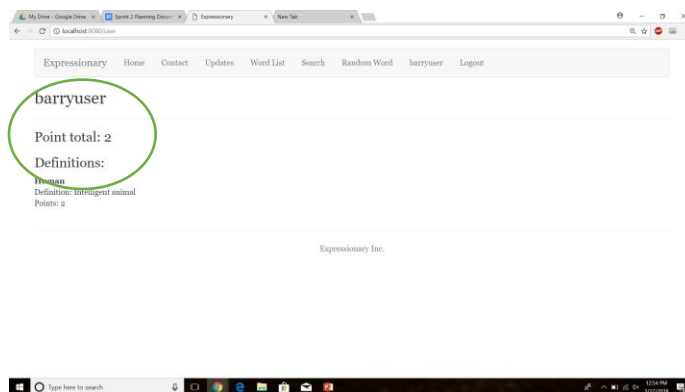 My Drive - Google Drive
Sprint 2 Planning Docum
Expressionary
New Tab
localhost:8080/user
Expressionary Home Contact Updates Word List Search Random Word barryuser Logout
barryuser
Point total: 2
Definitions:
Human
Definition: Intelligent animal
Points: 2
Expressionary Inc.
Type here to search
12:54 PM